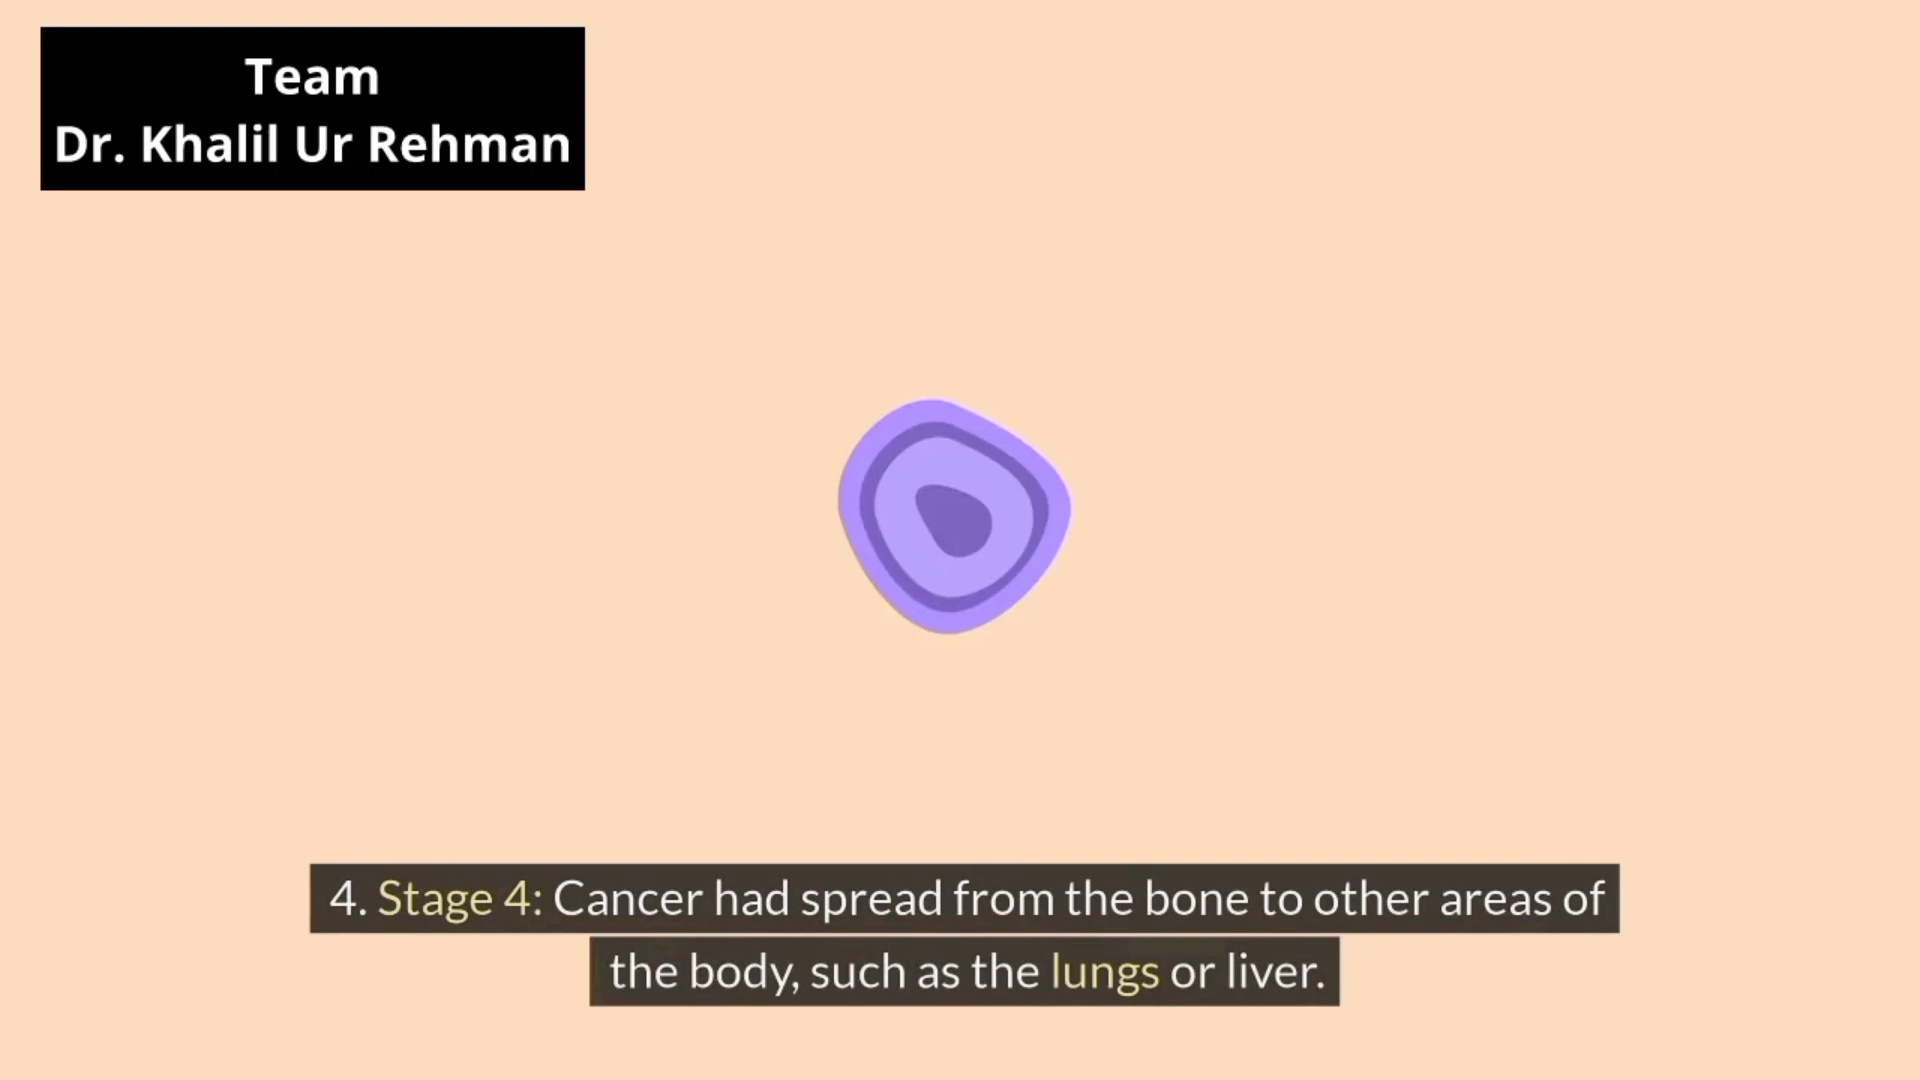 Team
Dr. Khalil Ur Rehman
4. Stage 4: Cancer had spread from the bone to other areas of
the body, such as the lungs or liver.